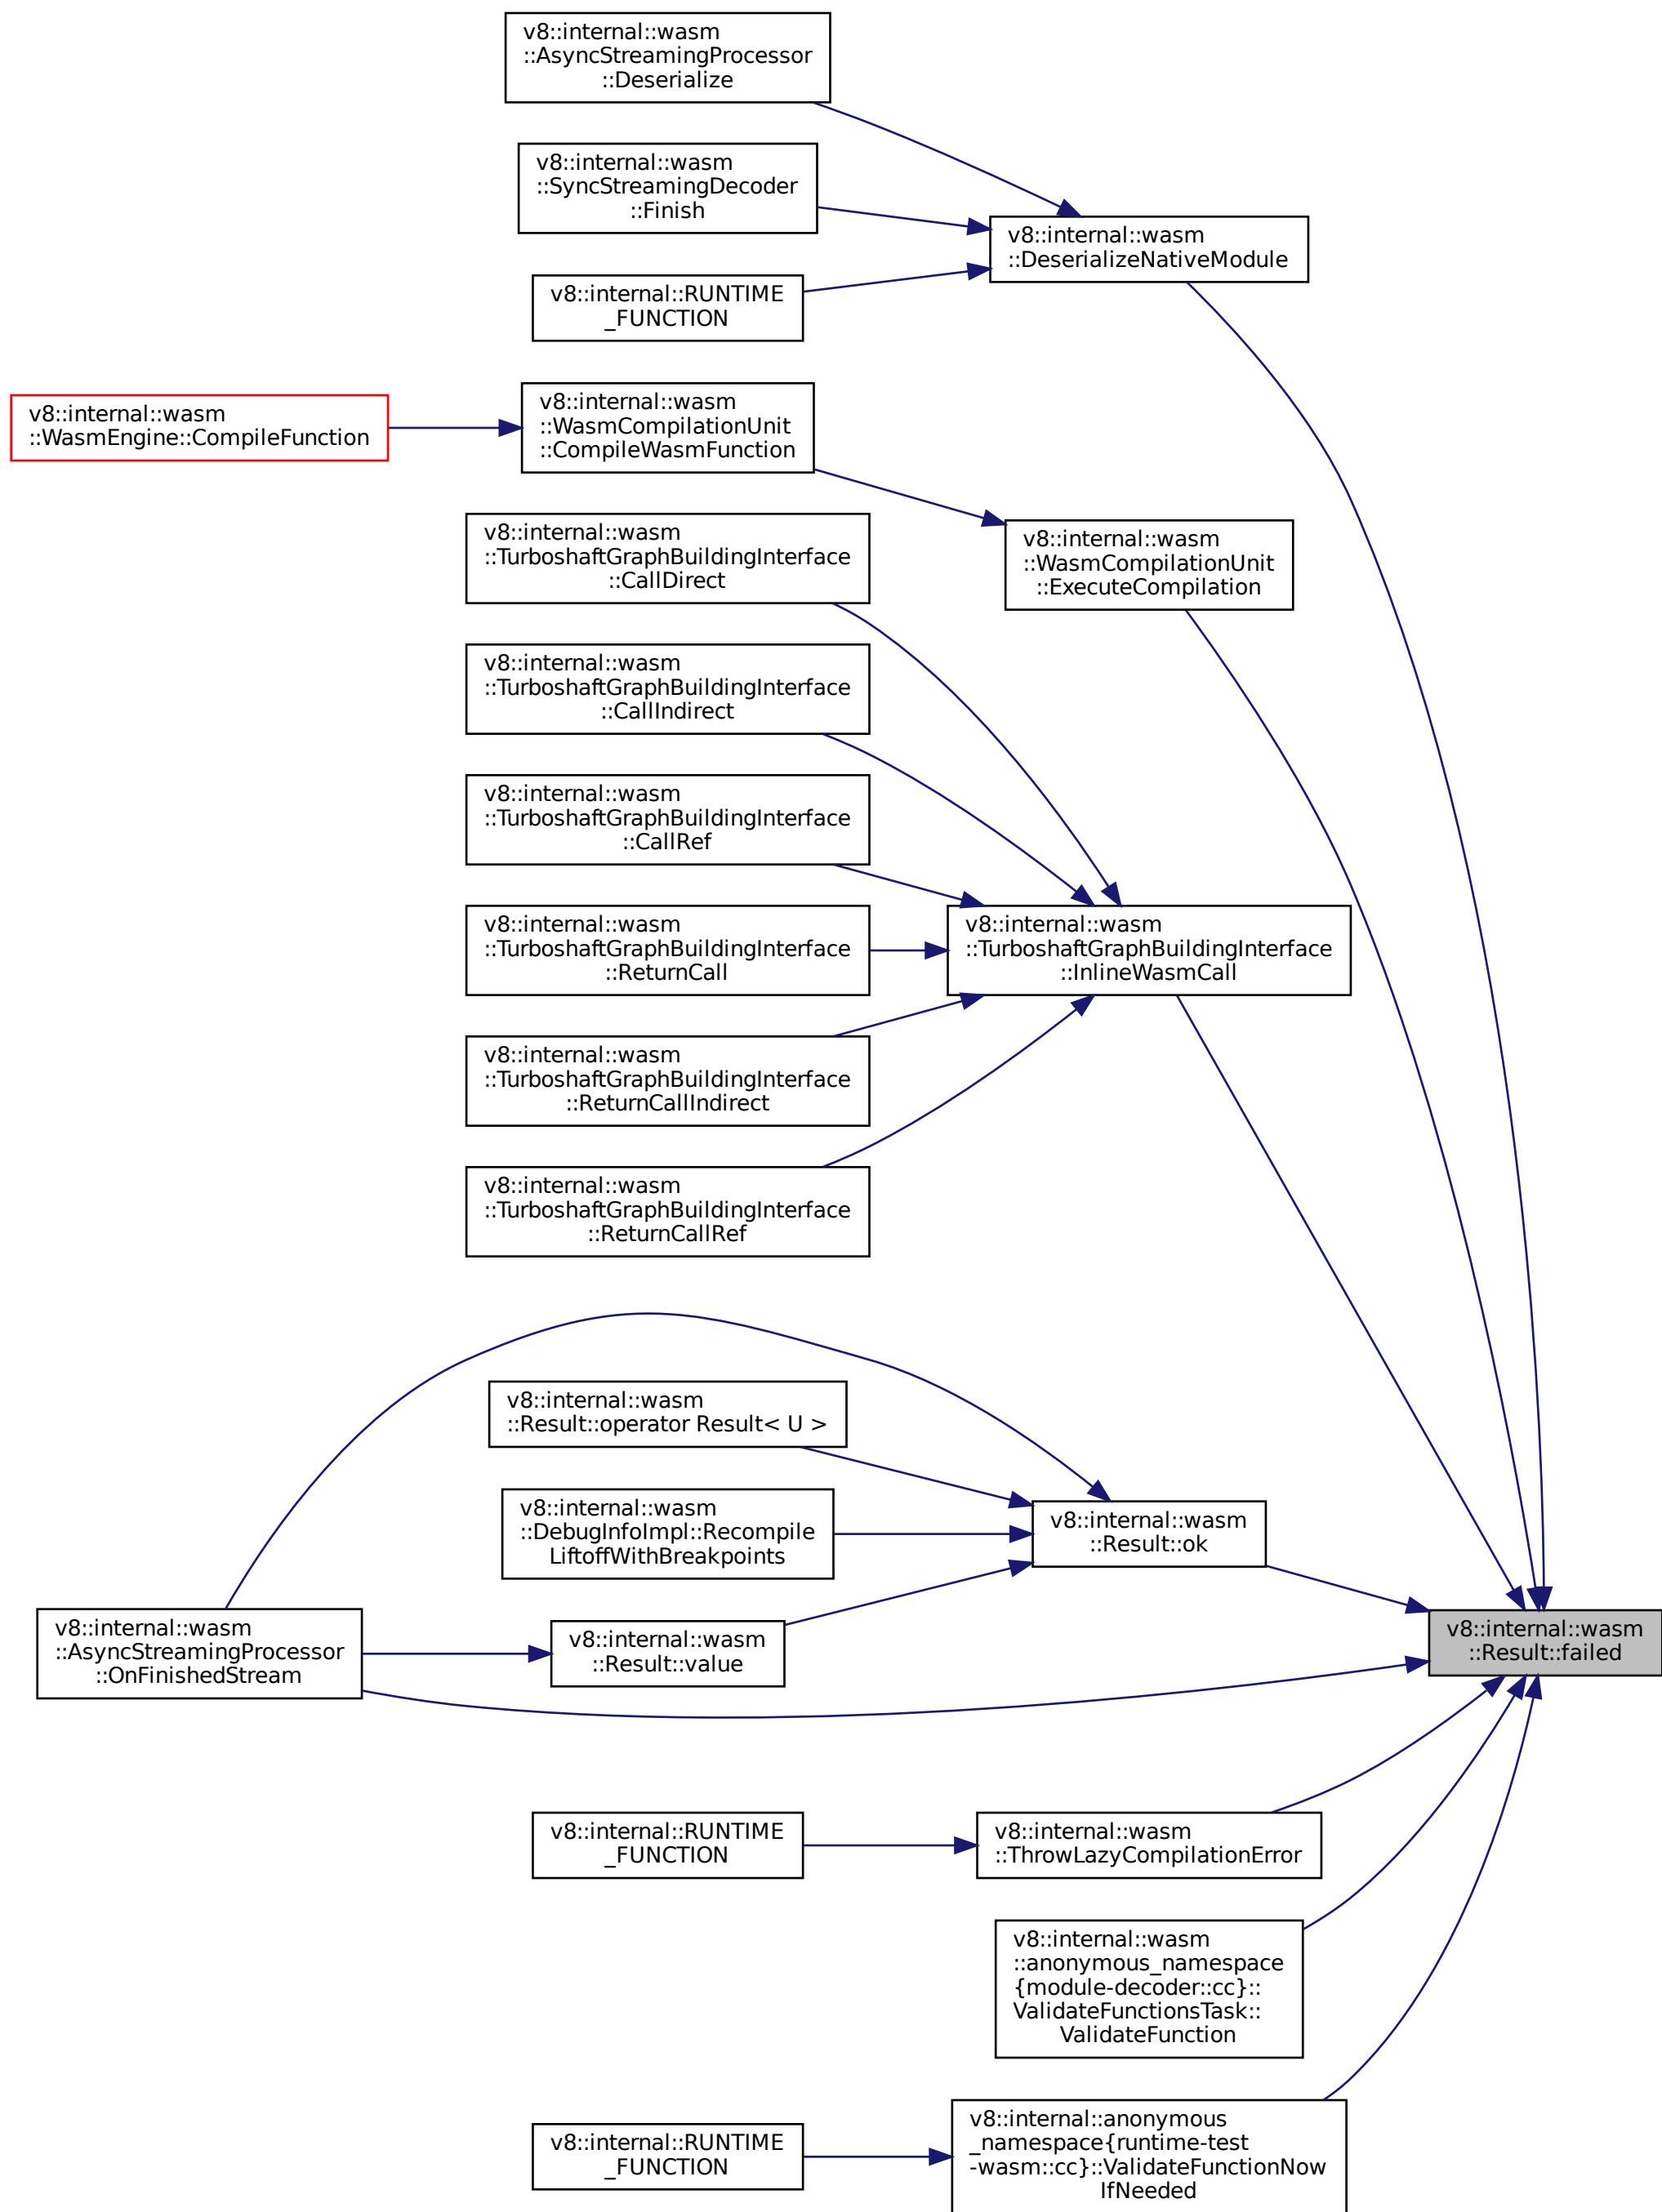 v8::internal::wasm
::AsyncStreamingProcessor
::Deserialize
v8::internal::wasm
::SyncStreamingDecoder
::Finish
v8::internal::wasm
::DeserializeNativeModule
v8::internal::RUNTIME
_FUNCTION
v8::internal::wasm
::WasmEngine::CompileFunction
v8::internal::wasm
::WasmCompilationUnit
::CompileWasmFunction
v8::internal::wasm
::TurboshaftGraphBuildingInterface
::CallDirect
v8::internal::wasm
::WasmCompilationUnit
::ExecuteCompilation
v8::internal::wasm
::TurboshaftGraphBuildingInterface
::CallIndirect
v8::internal::wasm
::TurboshaftGraphBuildingInterface
::CallRef
v8::internal::wasm
::TurboshaftGraphBuildingInterface
::ReturnCall
v8::internal::wasm
::TurboshaftGraphBuildingInterface
::InlineWasmCall
v8::internal::wasm
::TurboshaftGraphBuildingInterface
::ReturnCallIndirect
v8::internal::wasm
::TurboshaftGraphBuildingInterface
::ReturnCallRef
v8::internal::wasm
::Result::operator Result< U >
v8::internal::wasm
::DebugInfoImpl::Recompile
LiftoffWithBreakpoints
v8::internal::wasm
::Result::ok
v8::internal::wasm
::AsyncStreamingProcessor
::OnFinishedStream
v8::internal::wasm
::Result::value
v8::internal::wasm
::Result::failed
v8::internal::RUNTIME
_FUNCTION
v8::internal::wasm
::ThrowLazyCompilationError
v8::internal::wasm
::anonymous_namespace
{module-decoder::cc}::
ValidateFunctionsTask::
ValidateFunction
v8::internal::RUNTIME
_FUNCTION
v8::internal::anonymous
_namespace{runtime-test
-wasm::cc}::ValidateFunctionNow
IfNeeded